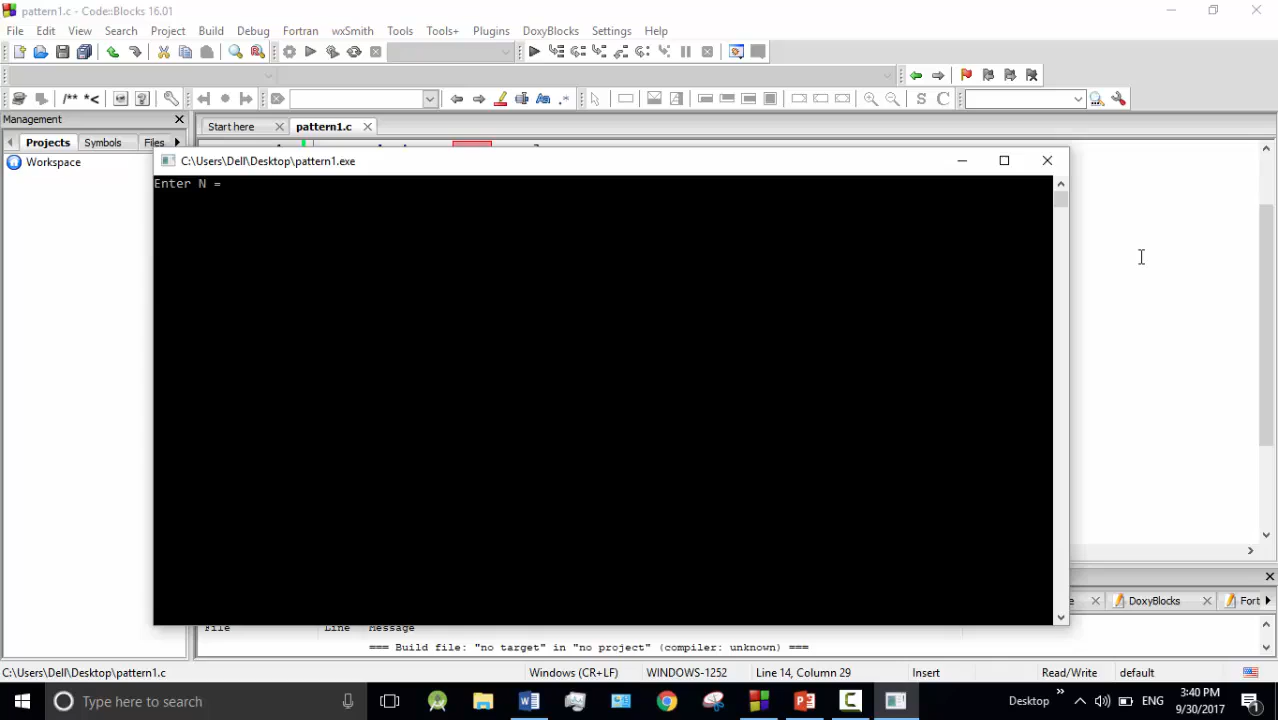 pattern1.c - Code::Blocks 16.01
File Edit View Search Project Build Debug Fortran wxSmith Tools Tools+ Plugins DoxyBlocks Settings Help
/** *<
S C
Management
Start here pattern1.c
Projects Symbols Files
Workspace
C:\Users\Dell\Desktop\pattern1.exe
Enter N =
DoxyBlocks Fort
File Line Message
=== Build file: "no target" in "no project" (compiler: unknown) ===
C:\Users\Dell\Desktop\pattern1.c Windows (CR+LF) WINDOWS-1252 Line 14, Column 29 Insert Read/Write default
Type here to search Desktop ENG 3:40 PM
9/30/2017